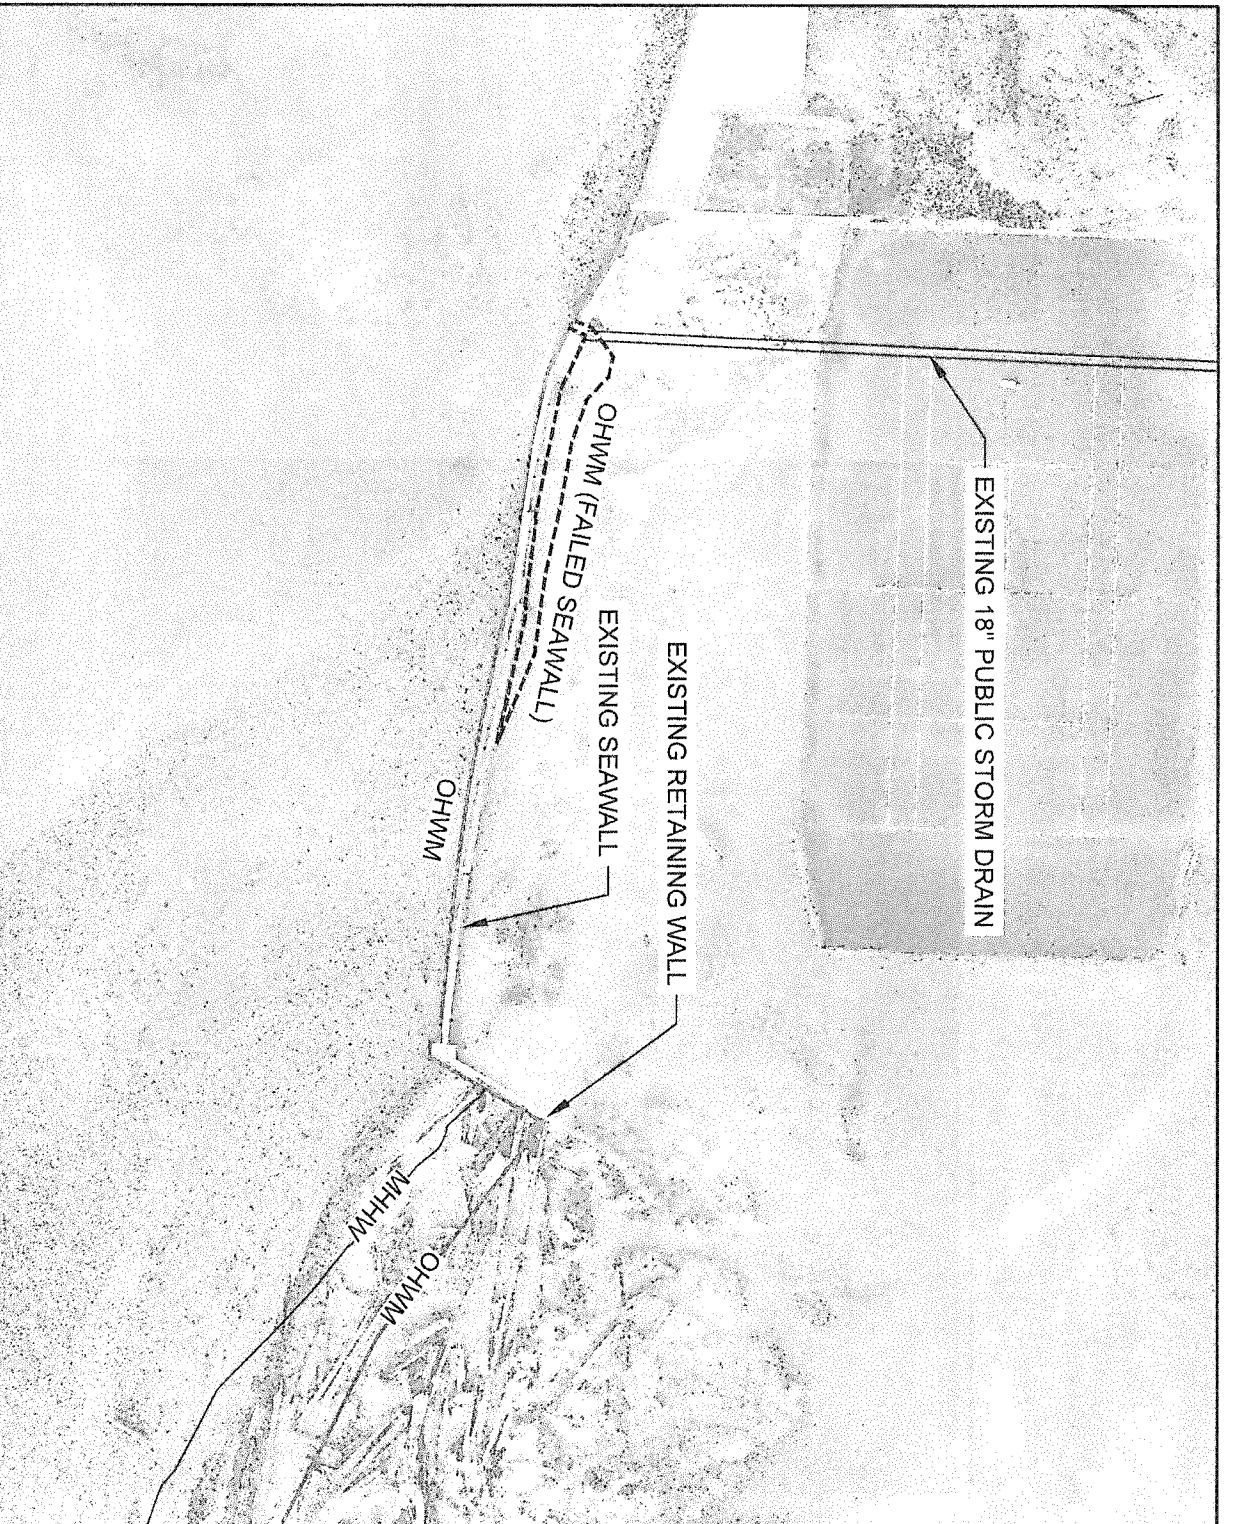 EXISTING 18" PUBLIC STORM DRAIN
EXISTING RETAINING WALL
EXISTING SEAWALL
OHWM (FAILED SEAWALL)
OHWM
OHWM
MHHW